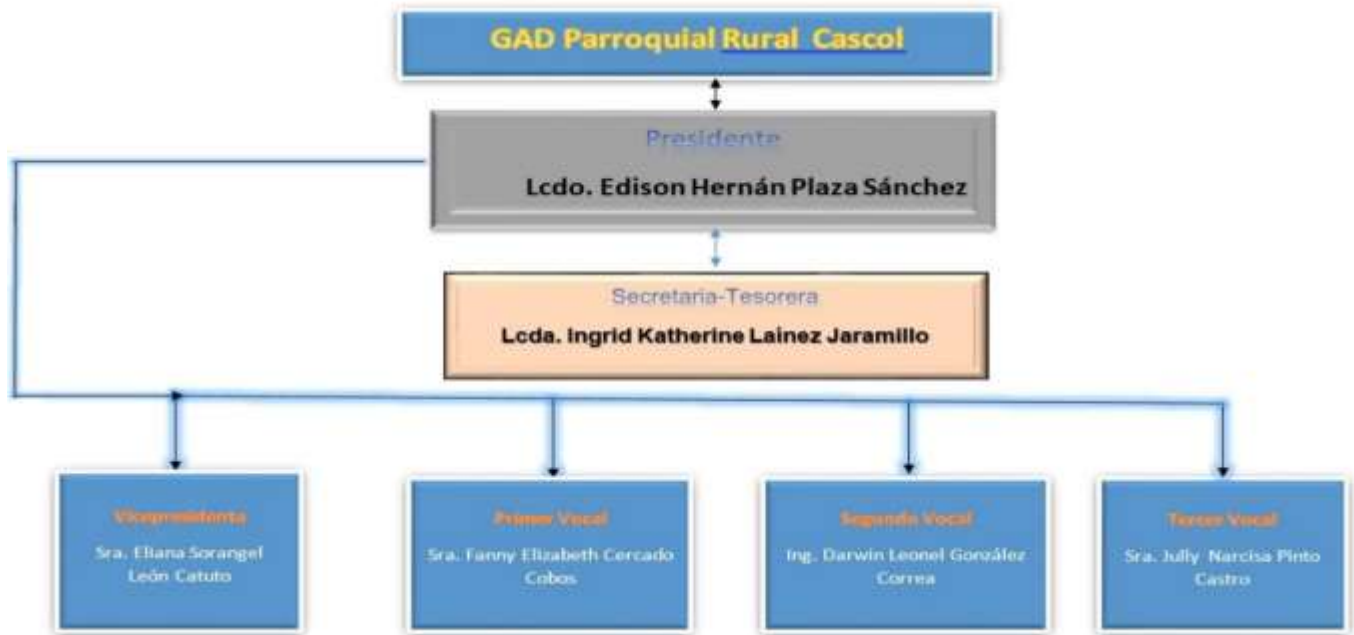 GAD Parroquial Rural Cascol
Presidente
Lcdo. Edison Hernán Plaza Sánchez
Secretaria-Tesorera
Lcda. Ingrid Katherine Laínez Jaramillo
Vicepresidenta
Sra. Eliana Sorangel
León Catuto
Primer Vocal
Sra. Fanny Elizabeth Cercado
Cobos
Segundo Vocal
Ing. Darwin Leonel González
Correa
Tercer Vocal
Sra. Jully Narcisa Pinto
Castro